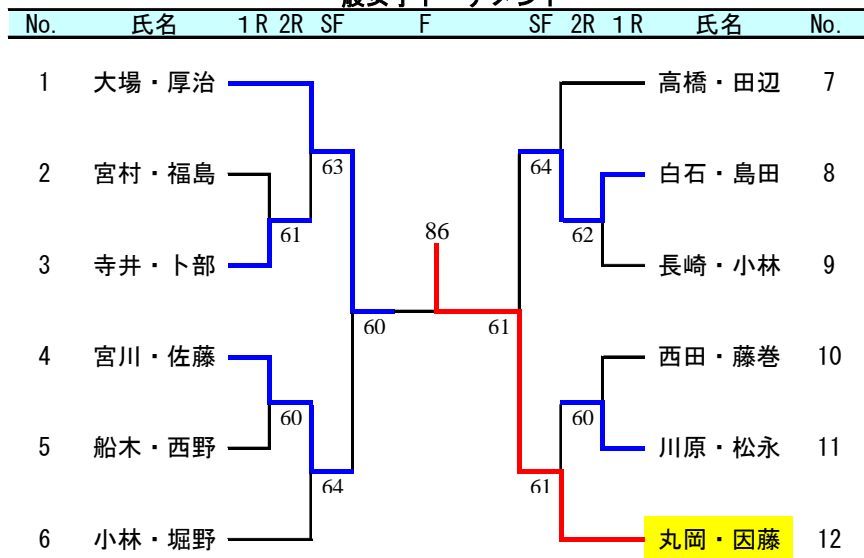 No. 氏名 1R 2R SF F SF 2R 1R 氏名 No.
1 大場・厚治 高橋・田辺 7
63 64
2 宮村・福島 白石・島田 8
61 86 62
3 寺井・卜部 長崎・小林 9
60 61
4 宮川・佐藤 西田・藤巻 10
60 60
5 船木・西野 川原・松永 11
64 61
6 小林・堀野 丸岡・因藤 12